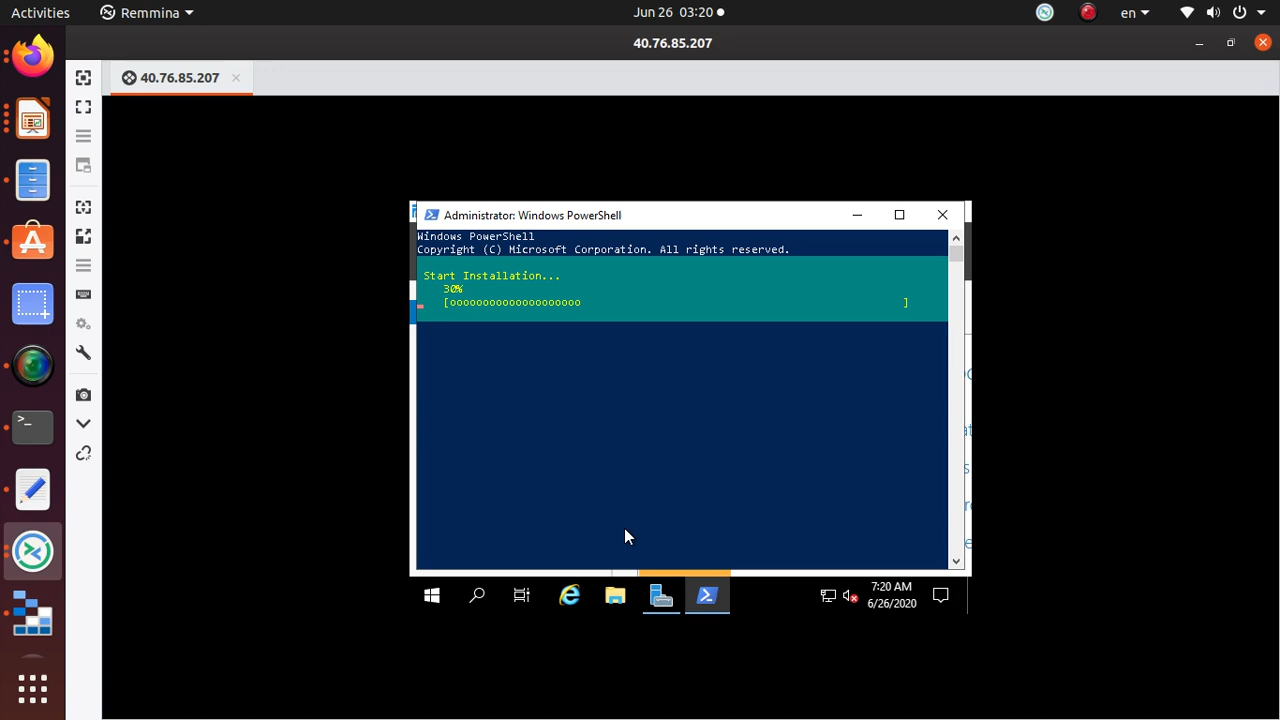 Activities
Remmina
Jun 26 03:20
en
40.76.85.207
40.76.85.207
Administrator: Windows PowerShell
Windows PowerShell
Copyright (C) Microsoft Corporation. All rights reserved.
Start Installation...
30%
[oooooooooooooooooooo ]
7:20 AM
6/26/2020